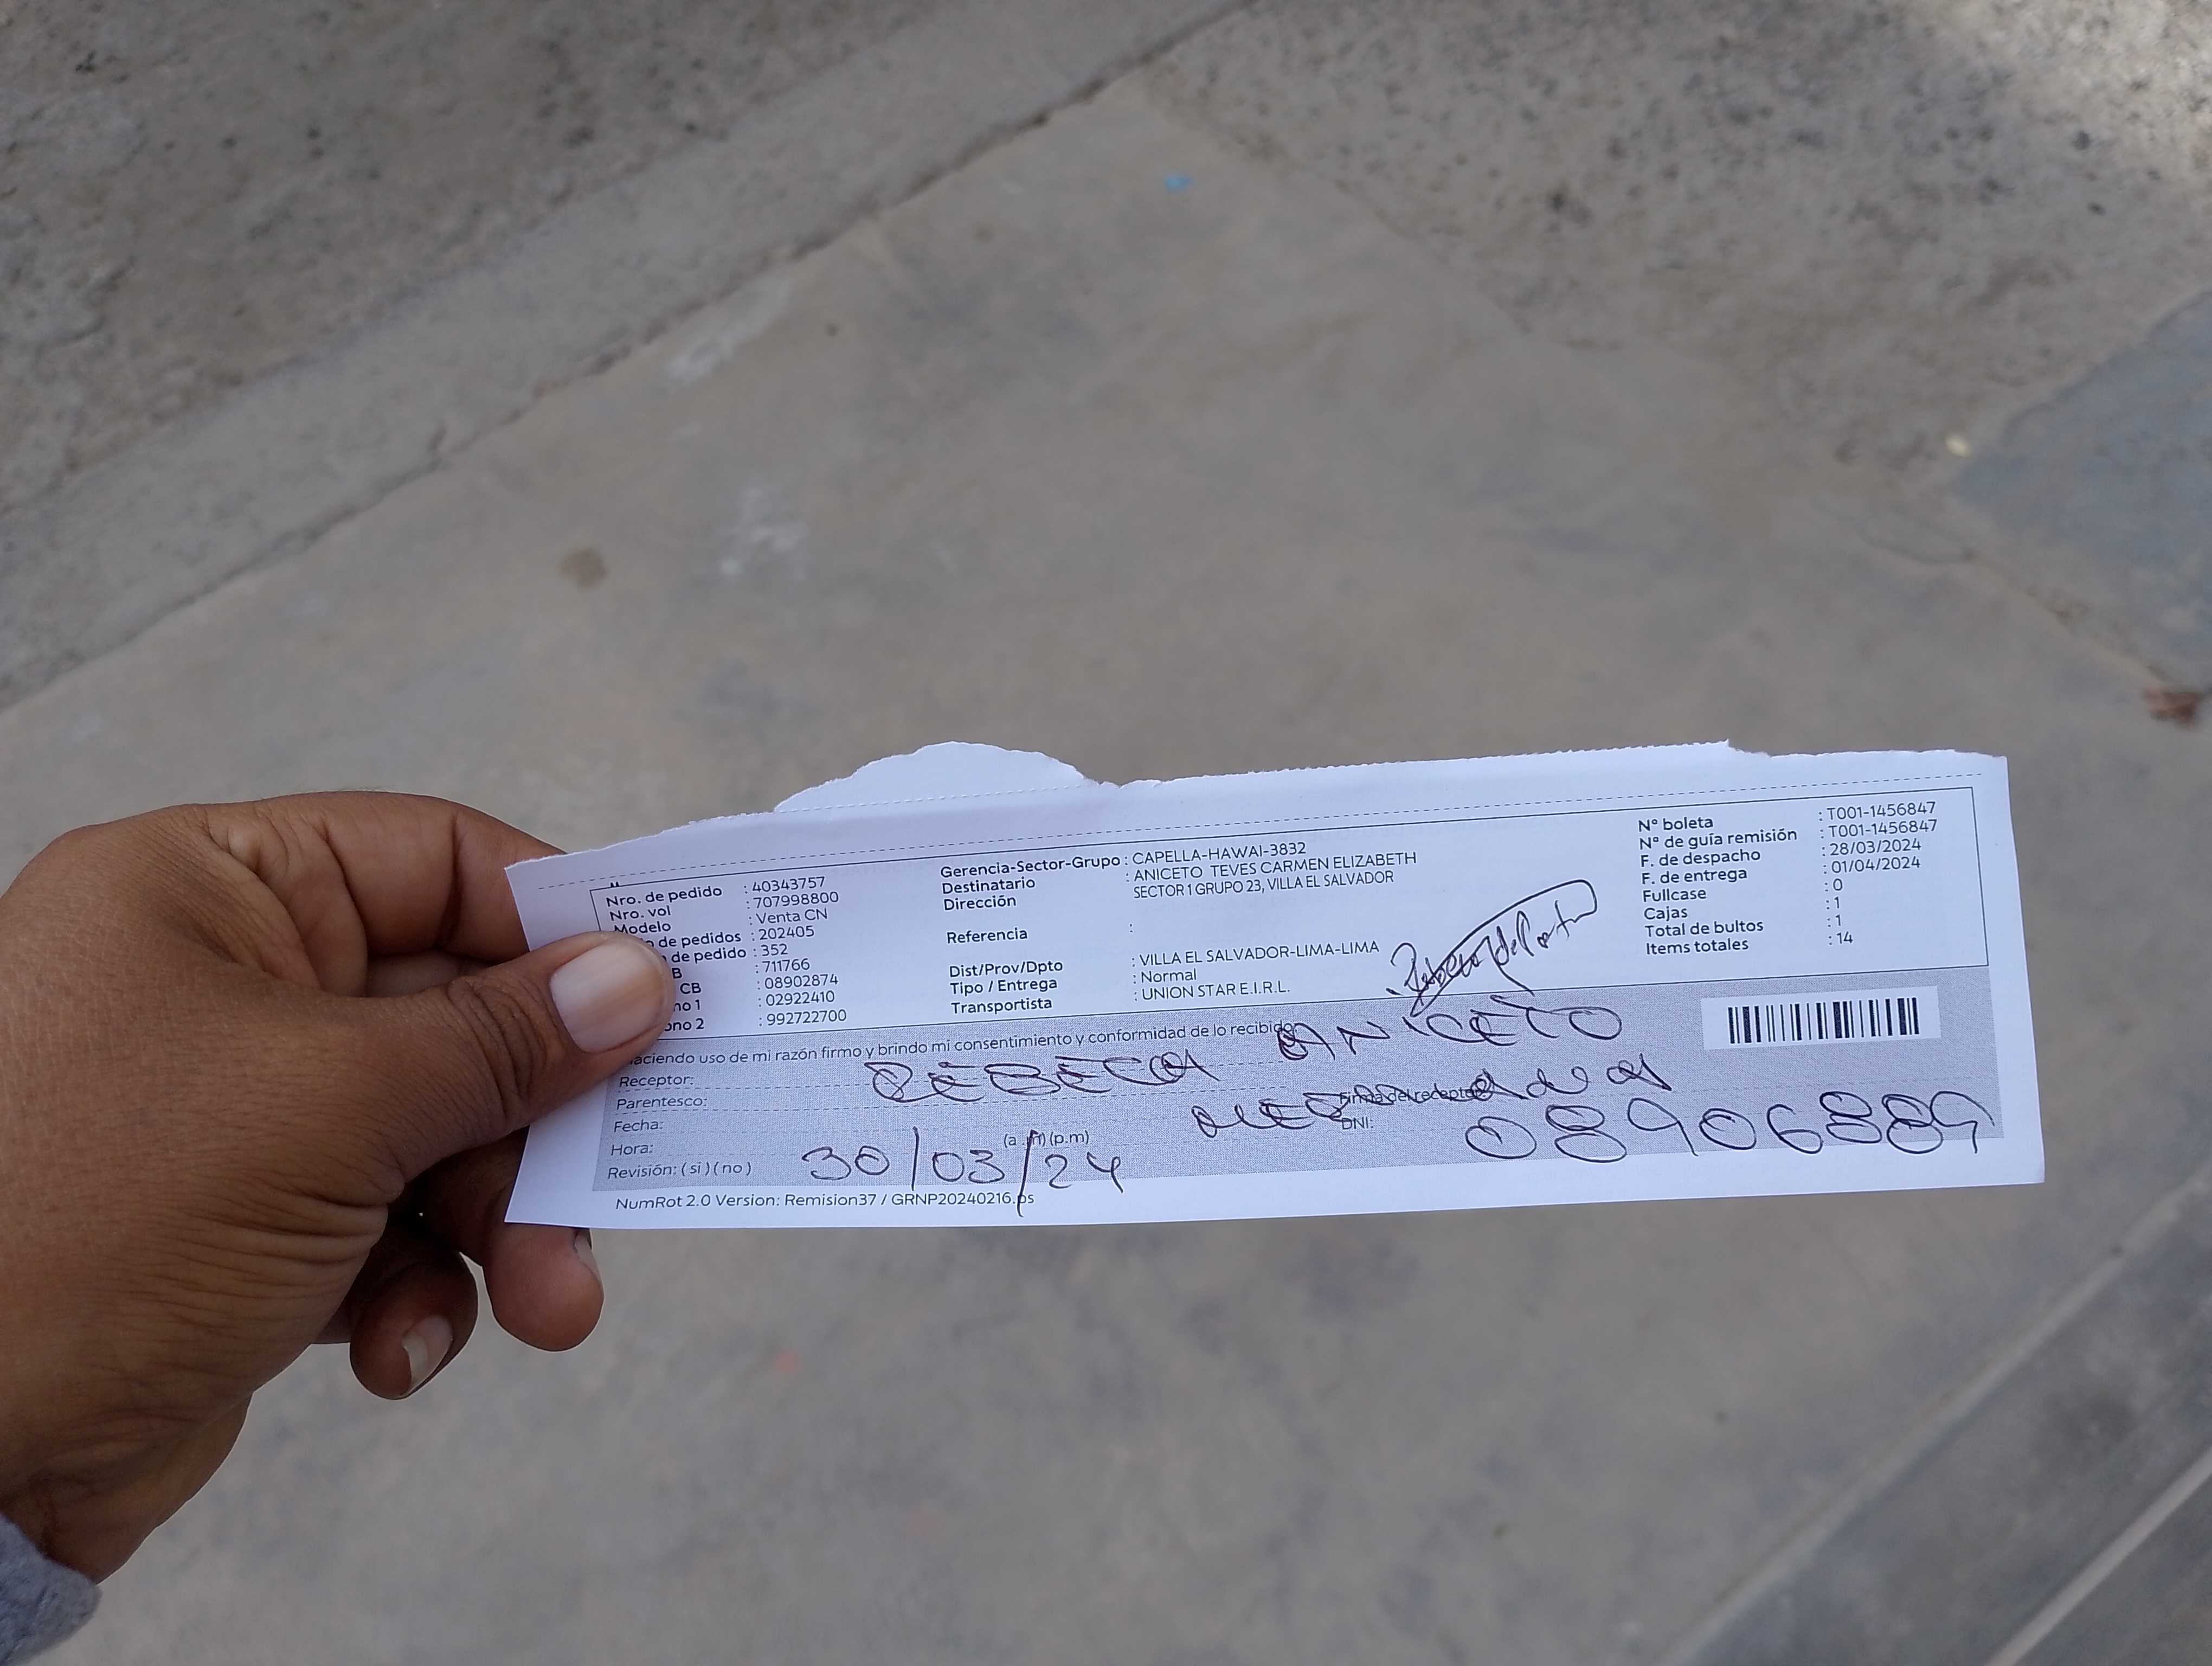 Nro. de pedido : 40343757
Nro. vol : 707998800
Modelo : Venta CN
de pedidos : 202405
de pedido : 352
B : 711766
CB : 08902874
no 1 : 02922410
ono 2 : 992722700
Gerencia-Sector-Grupo : CAPELLA-HAWAI-3832
Destinatario : ANICETO TEVES CARMEN ELIZABETH
Dirección SECTOR 1 GRUPO 23, VILLA EL SALVADOR
Referencia :
Dist/Prov/Dpto : VILLA EL SALVADOR-LIMA-LIMA
Tipo / Entrega : Normal
Transportista : UNION STAR E.I.R.L.
N° boleta : T001-1456847
N° de guía remisión : T001-1456847
F. de despacho : 28/03/2024
F. de entrega : 01/04/2024
Fullcase : 0
Cajas : 1
Total de bultos : 1
Items totales : 14
aciendo uso de mi razón firmo y brindo mi consentimiento y conformidad de lo recibido
Receptor: REBECA ANICETO
Parentesco:
Fecha: Firma del receptor
Hora: (a.m) (p.m) DNI: 08906889
Revisión: ( si ) ( no ) 30/03/24
NumRot 2.0 Version: Remision37 / GRNP20240216.ps